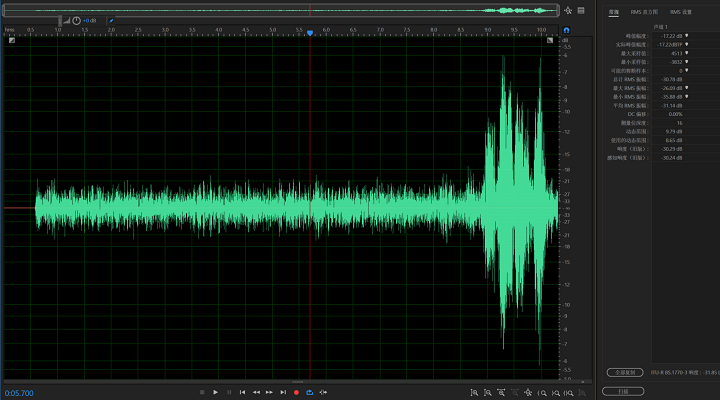 +0 dB
hms 0.5 1.0 1.5 2.0 2.5 3.0 3.5 4.0 4.5 5.0 5.5 6.0 6.5 7.0 7.5 8.0 8.5 9.0 9.5 10.0
dB
-5.5
-6
-7
-8
-9
-10
-12
-15
-18
-21
-27
-33
-∞
-33
-27
-21
-18
-15
-12
-10
-9
-8
-7
-6
-5.5
-5.0
0:05.700
常规 RMS 直方图 RMS 设置
声道 1
峰值幅度: -17.22 dB
实际峰值幅度: -17.22dBTP
最大采样值: 4513
最小采样值: -3832
可能的剪断样本: 0
总计 RMS 振幅: -30.78 dB
最大 RMS 振幅: -26.09 dB
最小 RMS 振幅: -35.88 dB
平均 RMS 振幅: -31.14 dB
DC 偏移: 0.00%
测量位深度: 16
动态范围: 9.79 dB
使用的动态范围: 8.65 dB
响度（旧版）: -30.29 dB
感知响度（旧版）: -30.24 dB
全部复制 ITU-R BS.1770-3 响度: -31.85 L
扫描